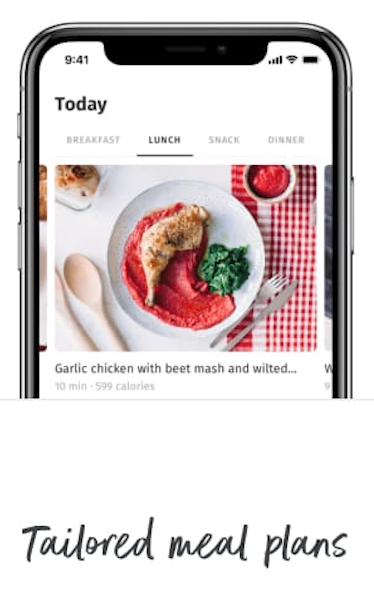 9:41
Today
BREAKFAST LUNCH SNACK DINNER
Garlic chicken with beet mash and wilted...
10 min · 599 calories
Tailored meal plans